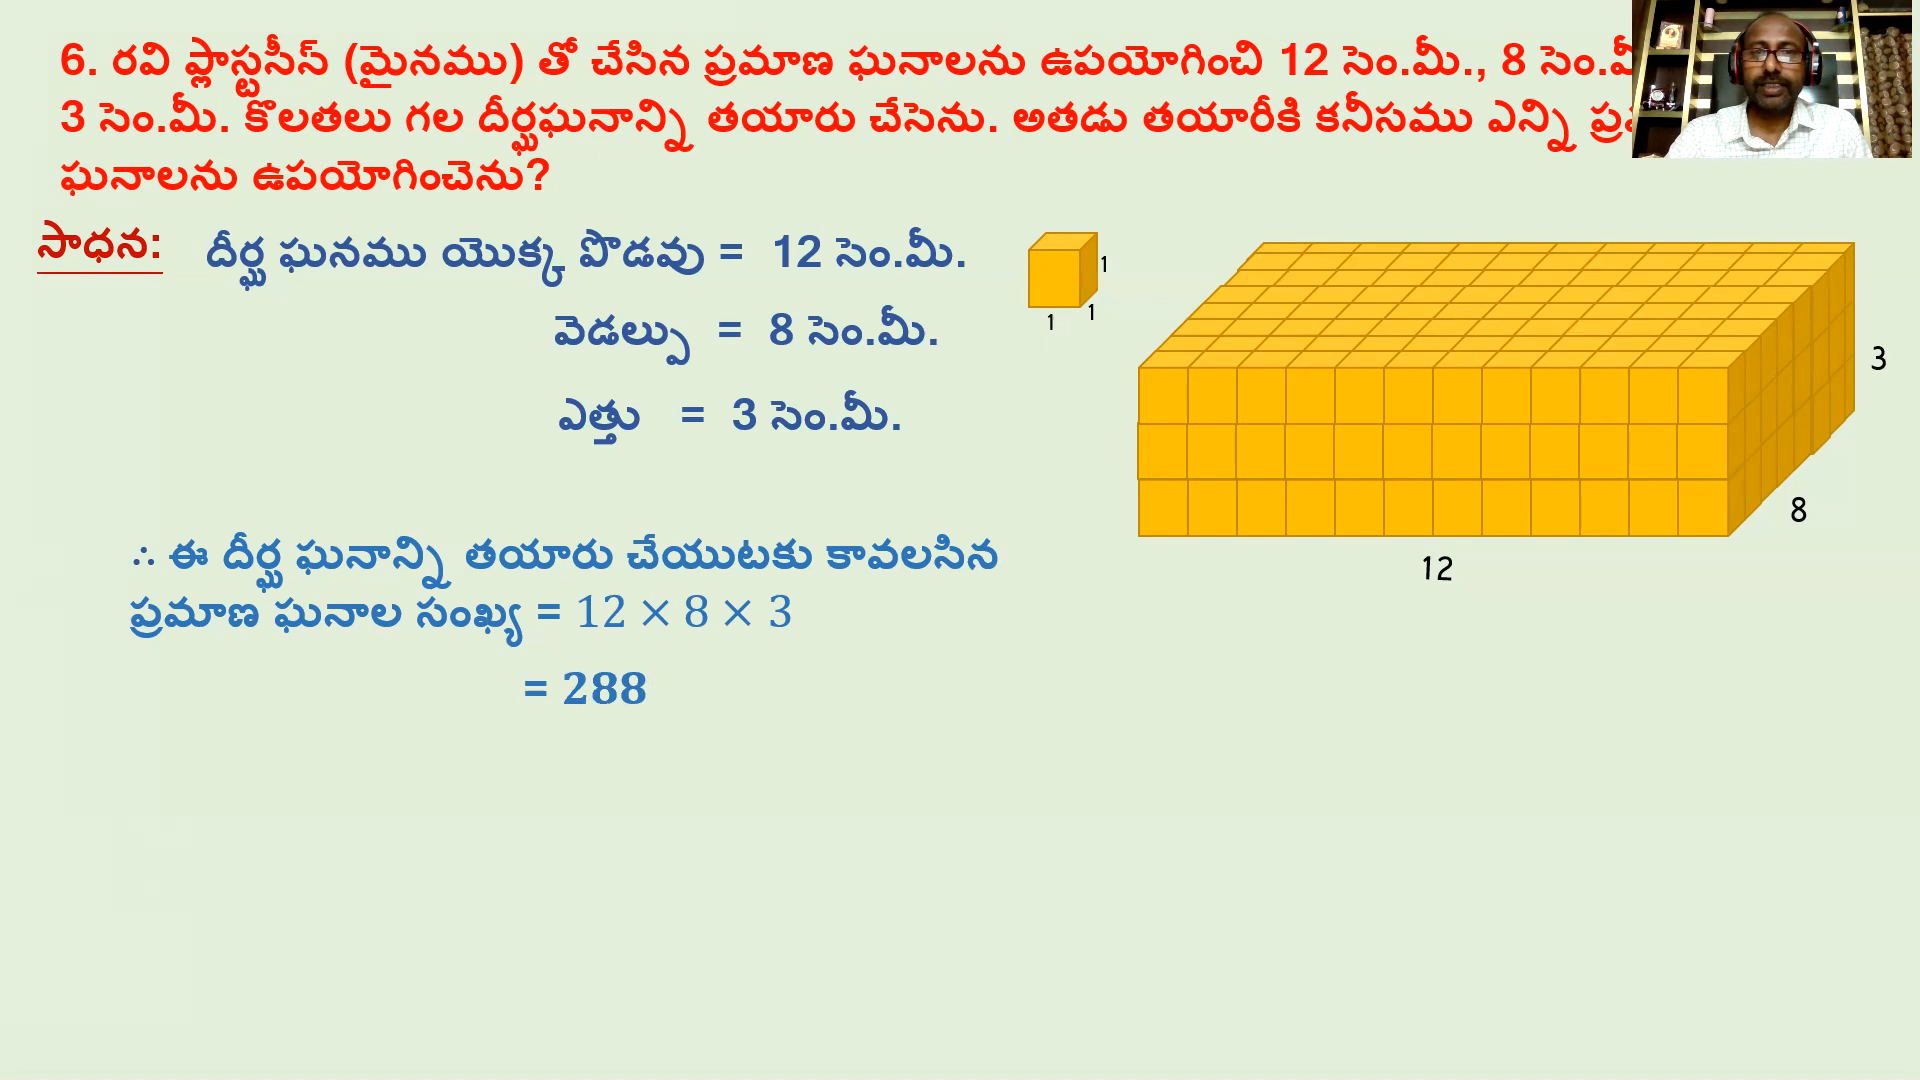 6. రవి ప్లాస్టసీస్ (మైనము) తో చేసిన ప్రమాణ ఘనాలను ఉపయోగించి 12 సెం.మీ., 8
3 సెం.మీ. కొలతలు గల దీర్ఘఘనాన్ని తయారు చేసెను. అతడు తయారీకి కనీసము ఎన్ని
ఘనాలను ఉపయోగించెను?
సాధన:
దీర్ఘ ఘనము యొక్క పొడవు = 12 సెం.మీ.
వెడల్పు = 8 సెం.మీ.
ఎత్తు = 3 సెం.మీ.
∴ ఈ దీర్ఘ ఘనాన్ని తయారు చేయుటకు కావలసిన
ప్రమాణ ఘనాల సంఖ్య = 12 × 8 × 3
= 288
1
1
1
3
8
12